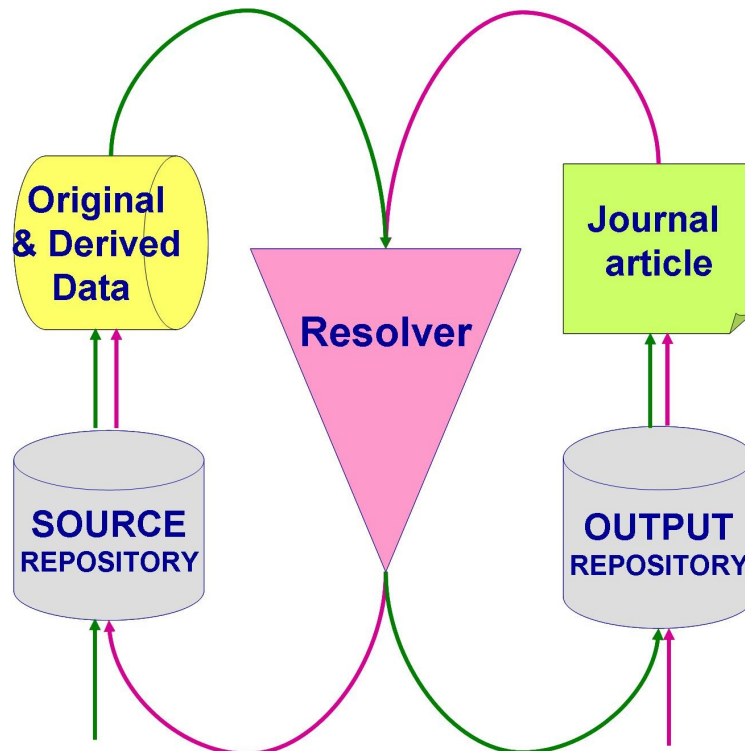 Original
& Derived
Data
Journal
article
Resolver
SOURCE
REPOSITORY
OUTPUT
REPOSITORY